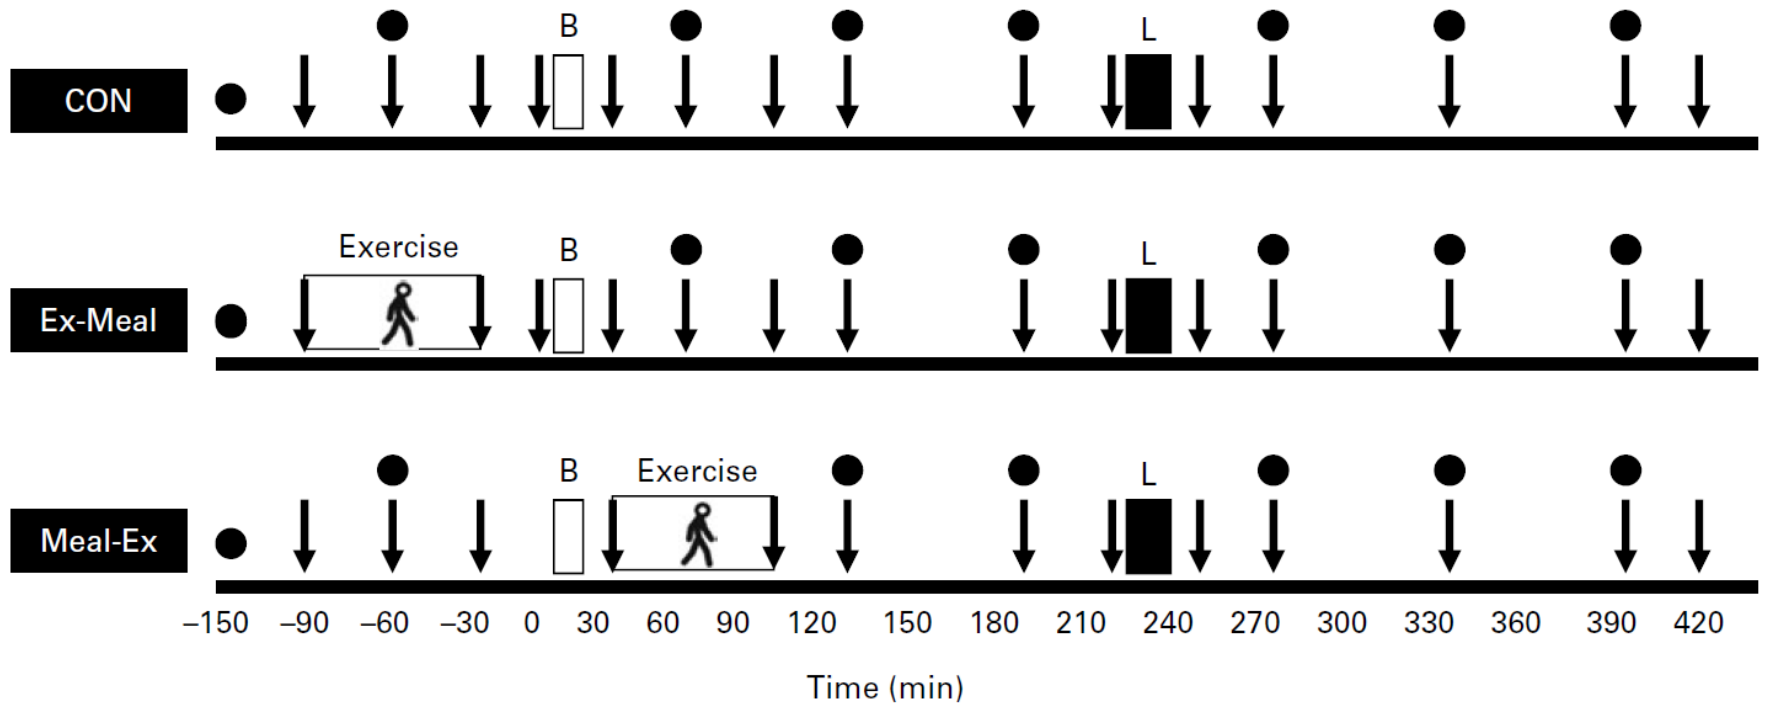 B L
CON
Exercise B L
Ex-Meal
B Exercise L
Meal-Ex
–150 –90 –60 –30 0 30 60 90 120 150 180 210 240 270 300 330 360 390 420
Time (min)